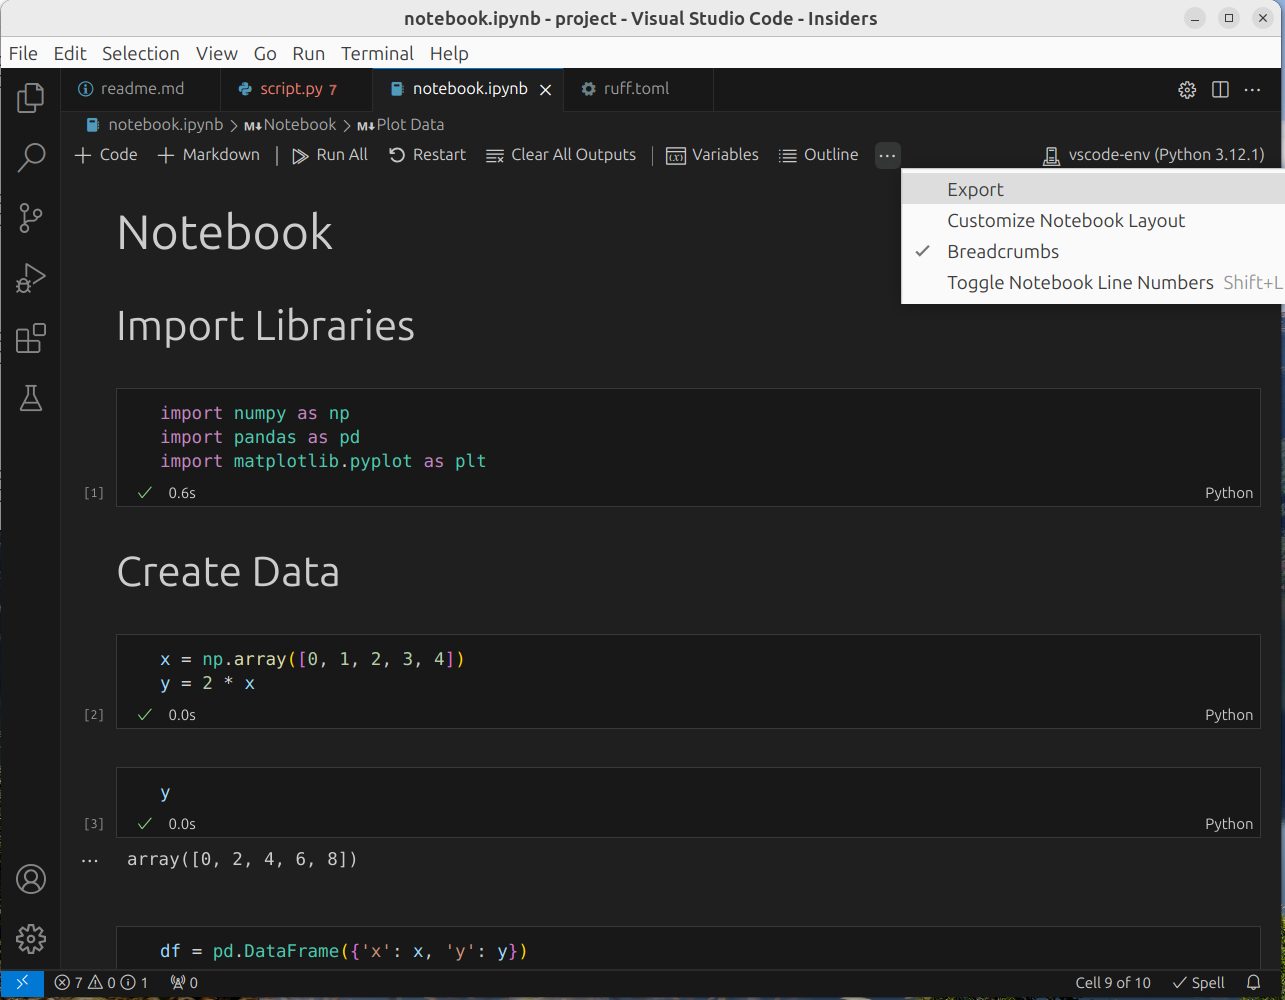 notebook.ipynb - project - Visual Studio Code - Insiders
File Edit Selection View Go Run Terminal Help
readme.md script.py 7 notebook.ipynb ruff.toml
notebook.ipynb > M↓Notebook > M↓Plot Data
+ Code + Markdown | Run All Restart Clear All Outputs | Variables Outline ... vscode-env (Python 3.12.1)
Export
Customize Notebook Layout
Breadcrumbs
Toggle Notebook Line Numbers Shift+L
Notebook
Import Libraries
import numpy as np
import pandas as pd
import matplotlib.pyplot as plt
[1] 0.6s Python
Create Data
x = np.array([0, 1, 2, 3, 4])
y = 2 * x
[2] 0.0s Python
y
[3] 0.0s Python
... array([0, 2, 4, 6, 8])
df = pd.DataFrame({'x': x, 'y': y})
7 0 1 0 Cell 9 of 10 Spell